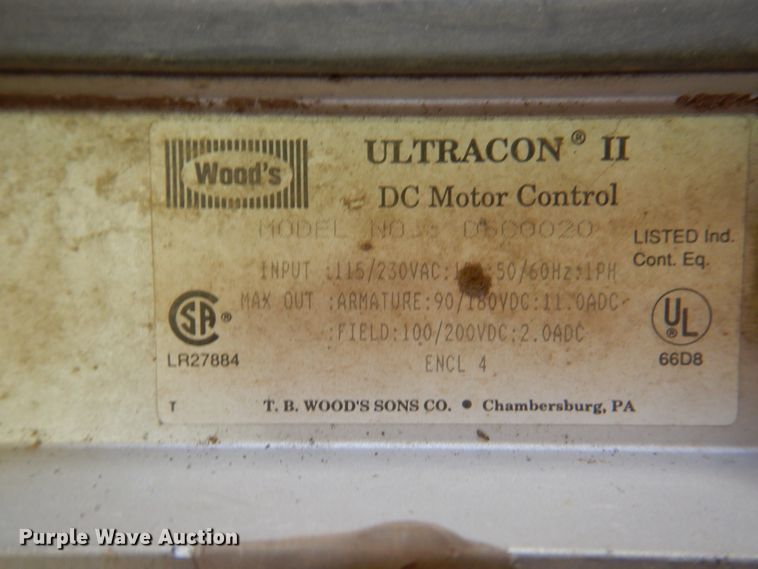 Wood's
ULTRACON® II
DC Motor Control
MODEL NO.:
LISTED Ind.
Cont. Eq.
INPUT :115/230VAC: :50/60Hz:1PH
MAX OUT :ARMATURE:90/180VDC:11.0ADC
:FIELD:100/200VDC:2.0ADC
ENCL 4
SA ®
LR27884
UL
66D8
T
T. B. WOOD'S SONS CO. • Chambersburg, PA
Purple Wave Auction